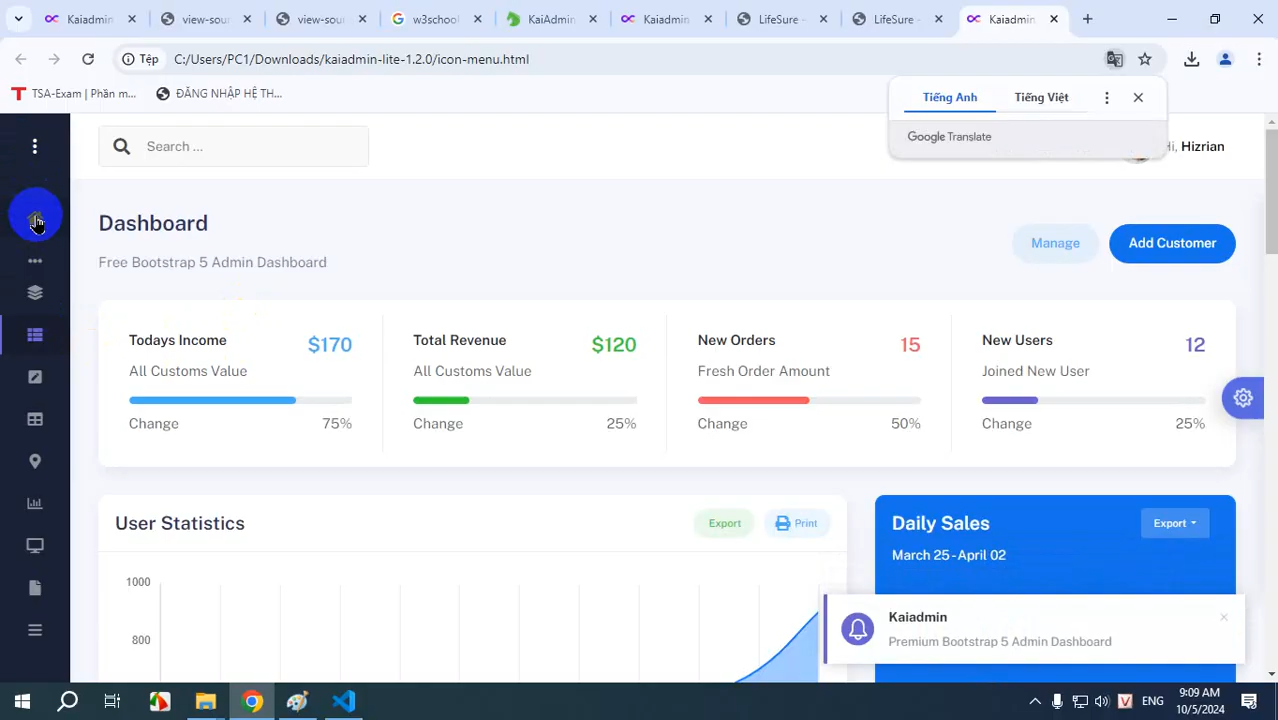 Kaiadmin
view-sour
view-sour
w3school
KaiAdmin
Kaiadmin
LifeSure -
LifeSure -
Kaiadmin
Tệp
C:/Users/PC1/Downloads/kaiadmin-lite-1.2.0/icon-menu.html
TSA-Exam | Phần m...
ĐĂNG NHẬP HỆ TH...
Tiếng Anh
Tiếng Việt
Google Translate
Search ...
Hi, Hizrian
Dashboard
Free Bootstrap 5 Admin Dashboard
Manage
Add Customer
Todays Income
$170
All Customs Value
Change
75%
Total Revenue
$120
All Customs Value
Change
25%
New Orders
15
Fresh Order Amount
Change
50%
New Users
12
Joined New User
Change
25%
User Statistics
Export
Print
1000
800
Daily Sales
Export
March 25 - April 02
Kaiadmin
Premium Bootstrap 5 Admin Dashboard
ENG
9:09 AM
10/5/2024